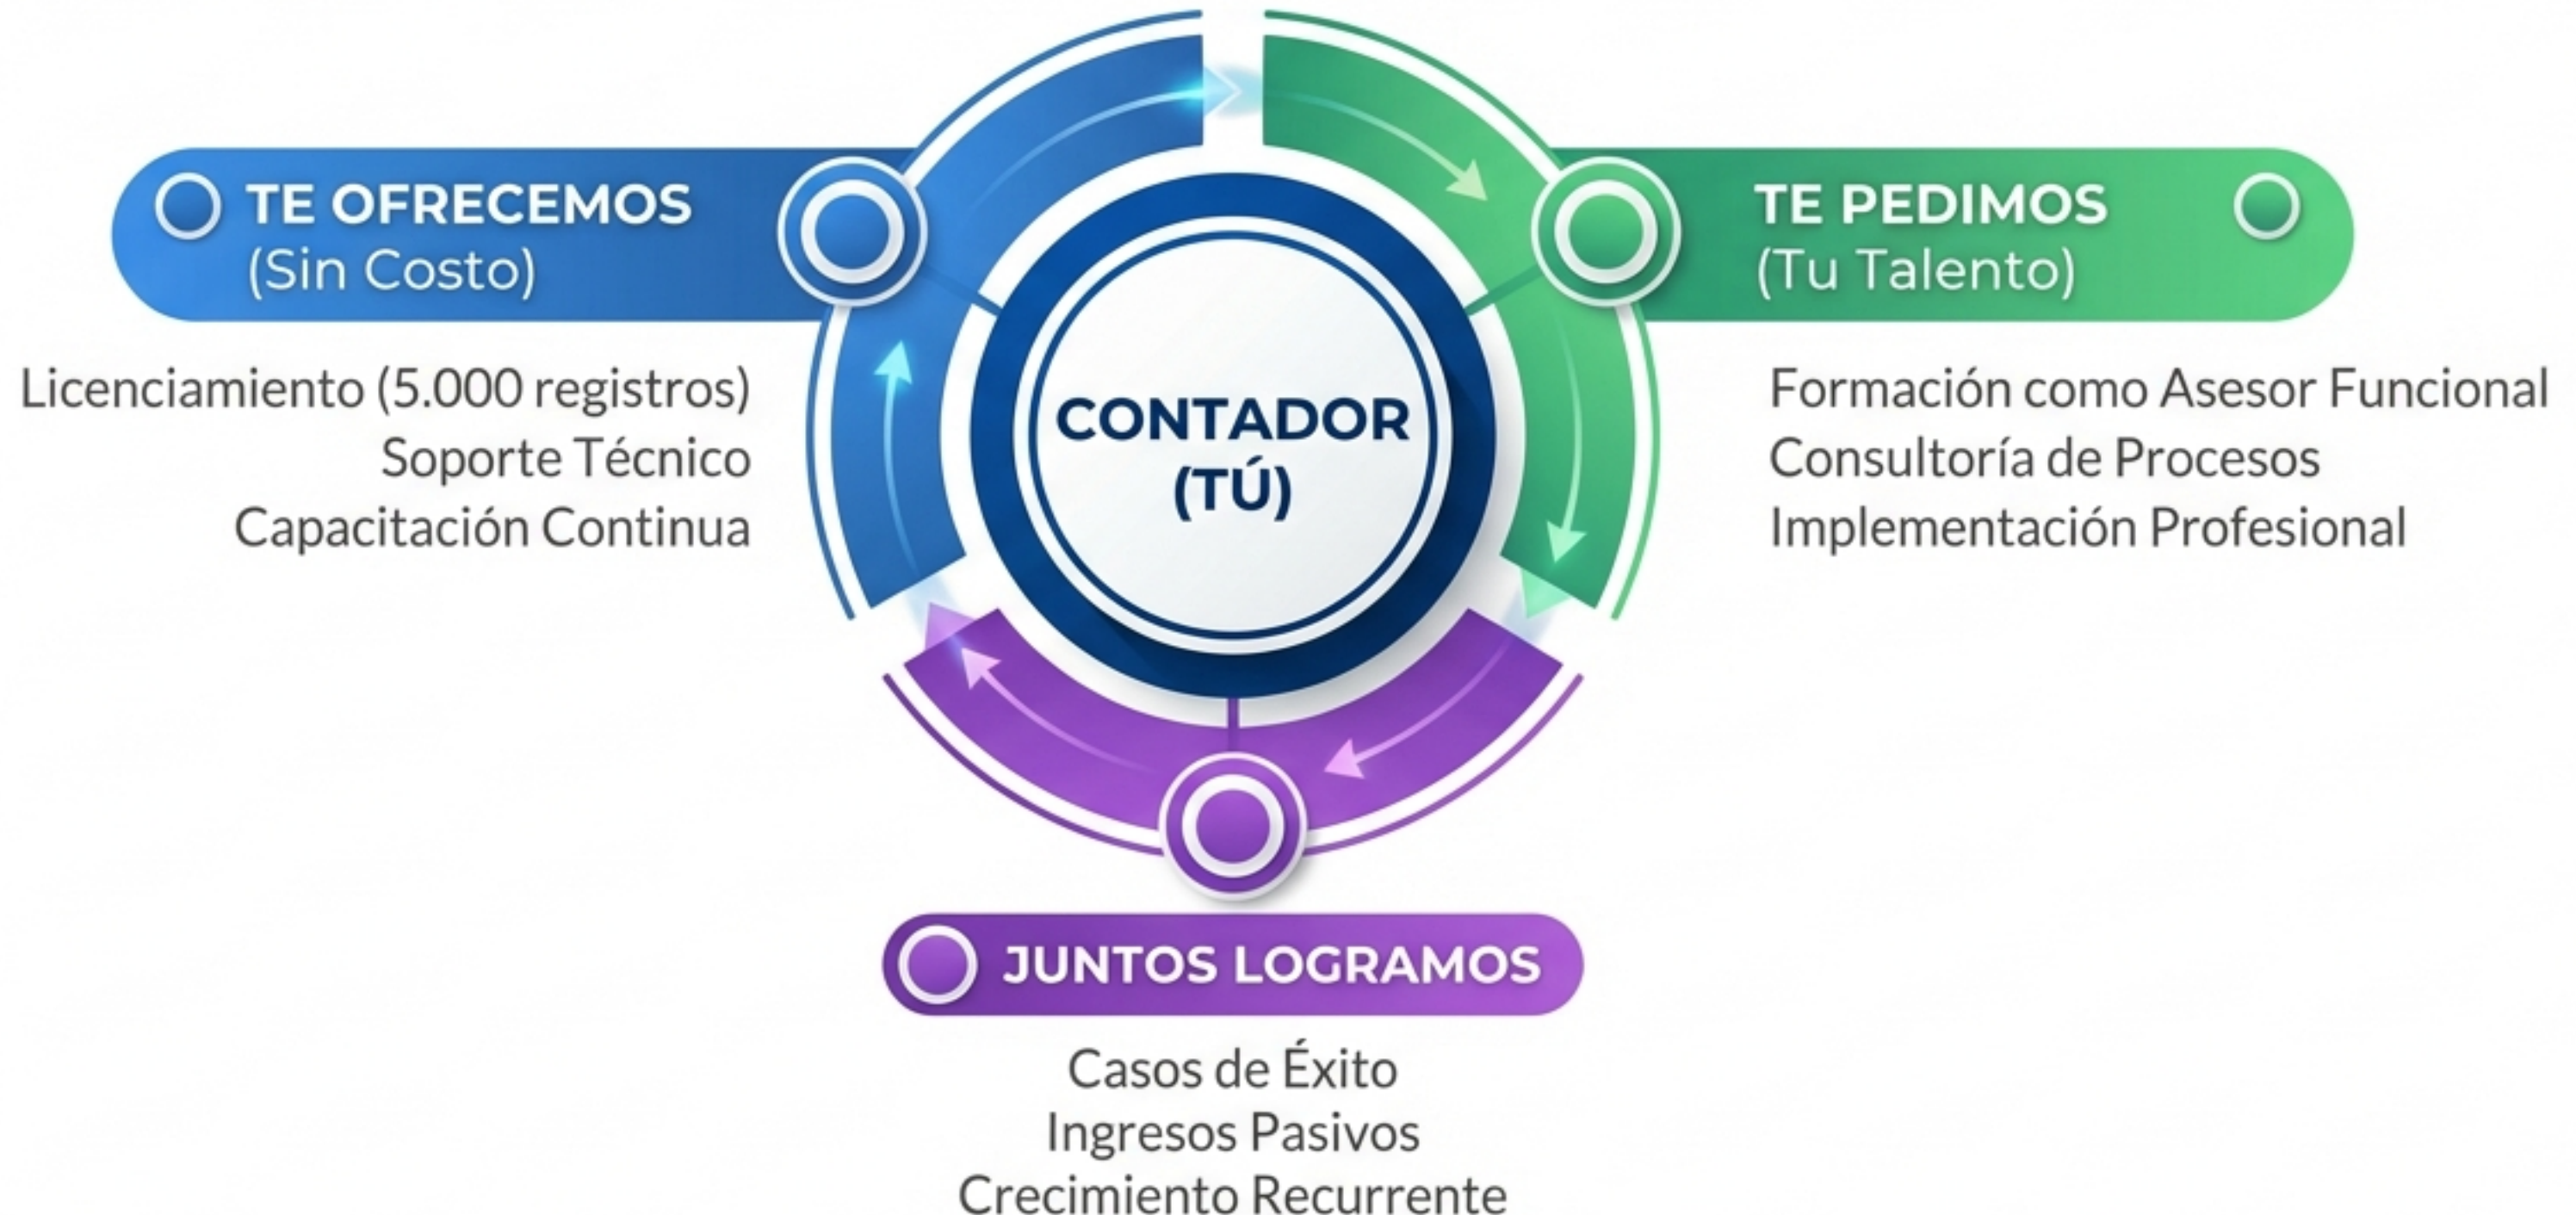 TE OFRECEMOS
(Sin Costo)
Licenciamiento (5.000 registros)
Soporte Técnico
Capacitación Continua
CONTADOR
(TÚ)
TE PEDIMOS
(Tu Talento)
Formación como Asesor Funcional
Consultoría de Procesos
Implementación Profesional
JUNTOS LOGRAMOS
Casos de Éxito
Ingresos Pasivos
Crecimiento Recurrente